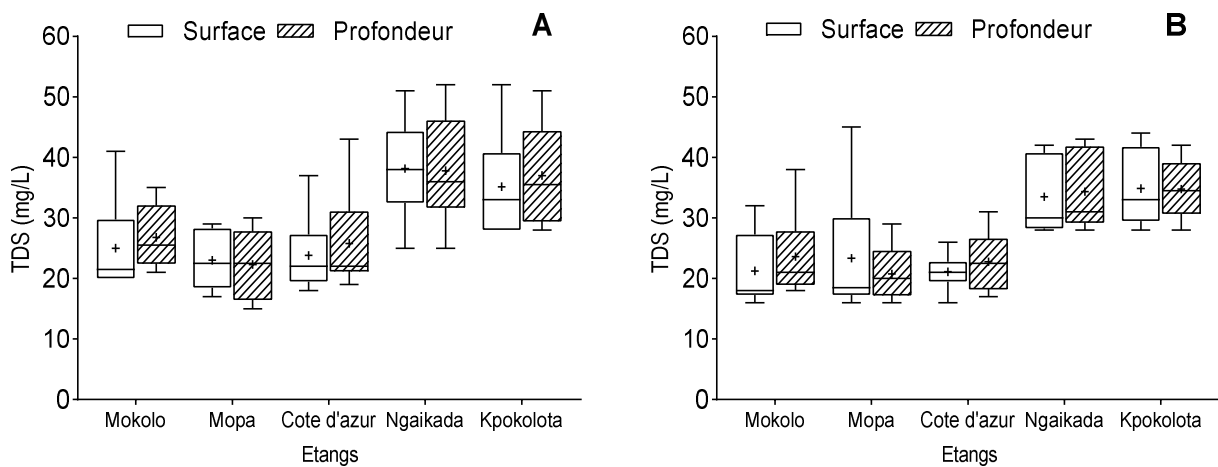 Surface Profondeur A
TDS (mg/L)
60
50
40
30
20
10
0
Mokolo Mopa Cote d'azur Ngaikada Kpokolota
Etangs
Surface Profondeur B
TDS (mg/L)
60
50
40
30
20
10
0
Mokolo Mopa Cote d'azur Ngaikada Kpokolota
Etangs